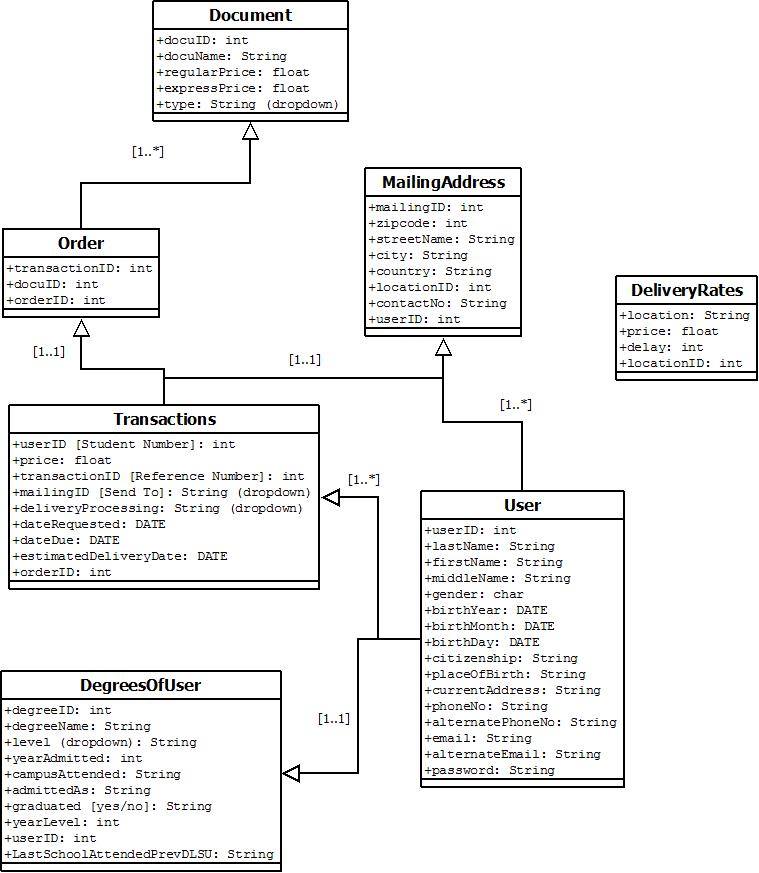 Document
+docuID: int
+docuName: String
+regularPrice: float
+expressPrice: float
+type: String (dropdown)
[1..*]
MailingAddress
+mailingID: int
+zipcode: int
+streetName: String
+city: String
+country: String
+locationID: int
+contactNo: String
+userID: int
Order
+transactionID: int
+docuID: int
+orderID: int
DeliveryRates
+location: String
+price: float
+delay: int
+locationID: int
[1..1]
[1..1]
[1..*]
Transactions
+userID [Student Number]: int
+price: float
+transactionID [Reference Number]: int
+mailingID [Send To]: String (dropdown)
+deliveryProcessing: String (dropdown)
+dateRequested: DATE
+dateDue: DATE
+estimatedDeliveryDate: DATE
+orderID: int
[1..*]
User
+userID: int
+lastName: String
+firstName: String
+middleName: String
+gender: char
+birthYear: DATE
+birthMonth: DATE
+birthDay: DATE
+citizenship: String
+placeOfBirth: String
+currentAddress: String
+phoneNo: String
+alternatePhoneNo: String
+email: String
+alternateEmail: String
+password: String
[1..1]
DegreesOfUser
+degreeID: int
+degreeName: String
+level (dropdown): String
+yearAdmitted: int
+campusAttended: String
+admittedAs: String
+graduated [yes/no]: String
+yearLevel: int
+userID: int
+LastSchoolAttendedPrevDLSU: String